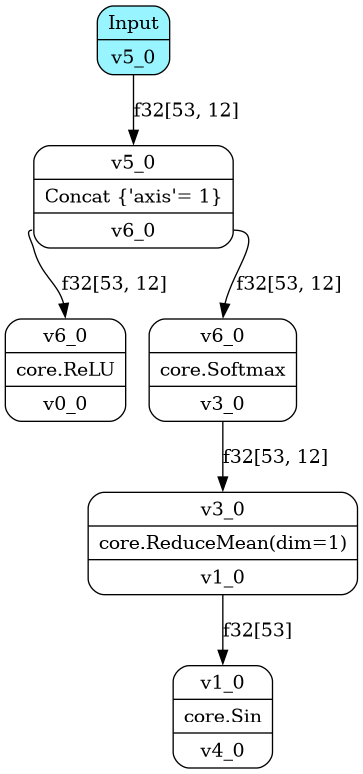 Input
v5_0
f32[53, 12]
v5_0
Concat {'axis'= 1}
v6_0
f32[53, 12]
f32[53, 12]
v6_0
core.ReLU
v0_0
v6_0
core.Softmax
v3_0
f32[53, 12]
v3_0
core.ReduceMean(dim=1)
v1_0
f32[53]
v1_0
core.Sin
v4_0